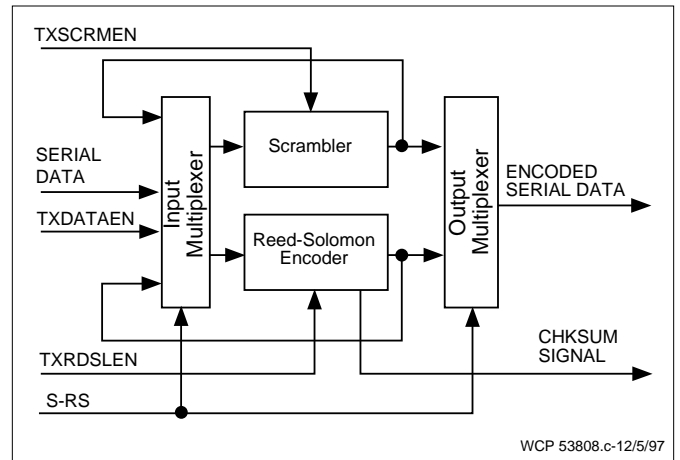 TXSCRMEN
SERIAL
DATA
TXDATAEN
Input
Multiplexer
Scrambler
Reed-Solomon
Encoder
Output
Multiplexer
ENCODED
SERIAL DATA
CHKSUM
SIGNAL
TXRDSLEN
S-RS
WCP 53808.c-12/5/97